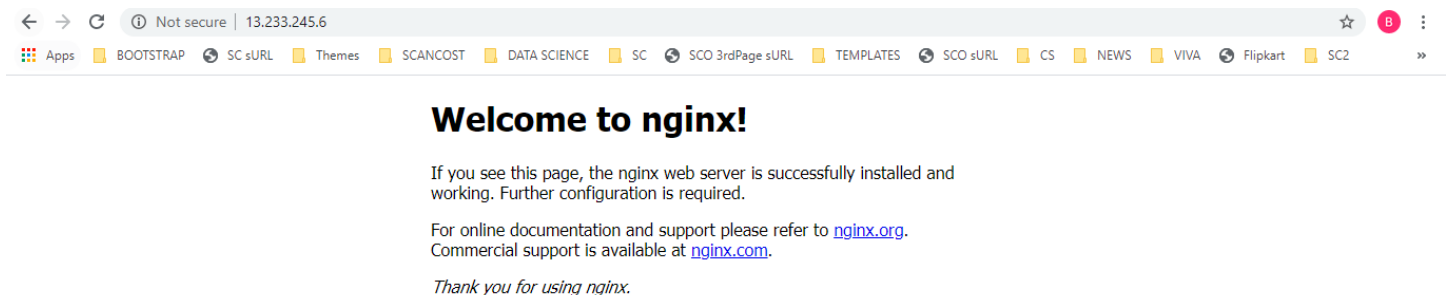 Not secure | 13.233.245.6
B
Apps BOOTSTRAP SC sURL Themes SCANCOST DATA SCIENCE SC SCO 3rdPage sURL TEMPLATES SCO sURL CS NEWS VIVA Flipkart SC2 »
Welcome to nginx!
If you see this page, the nginx web server is successfully installed and
working. Further configuration is required.
For online documentation and support please refer to nginx.org.
Commercial support is available at nginx.com.
Thank you for using nginx.